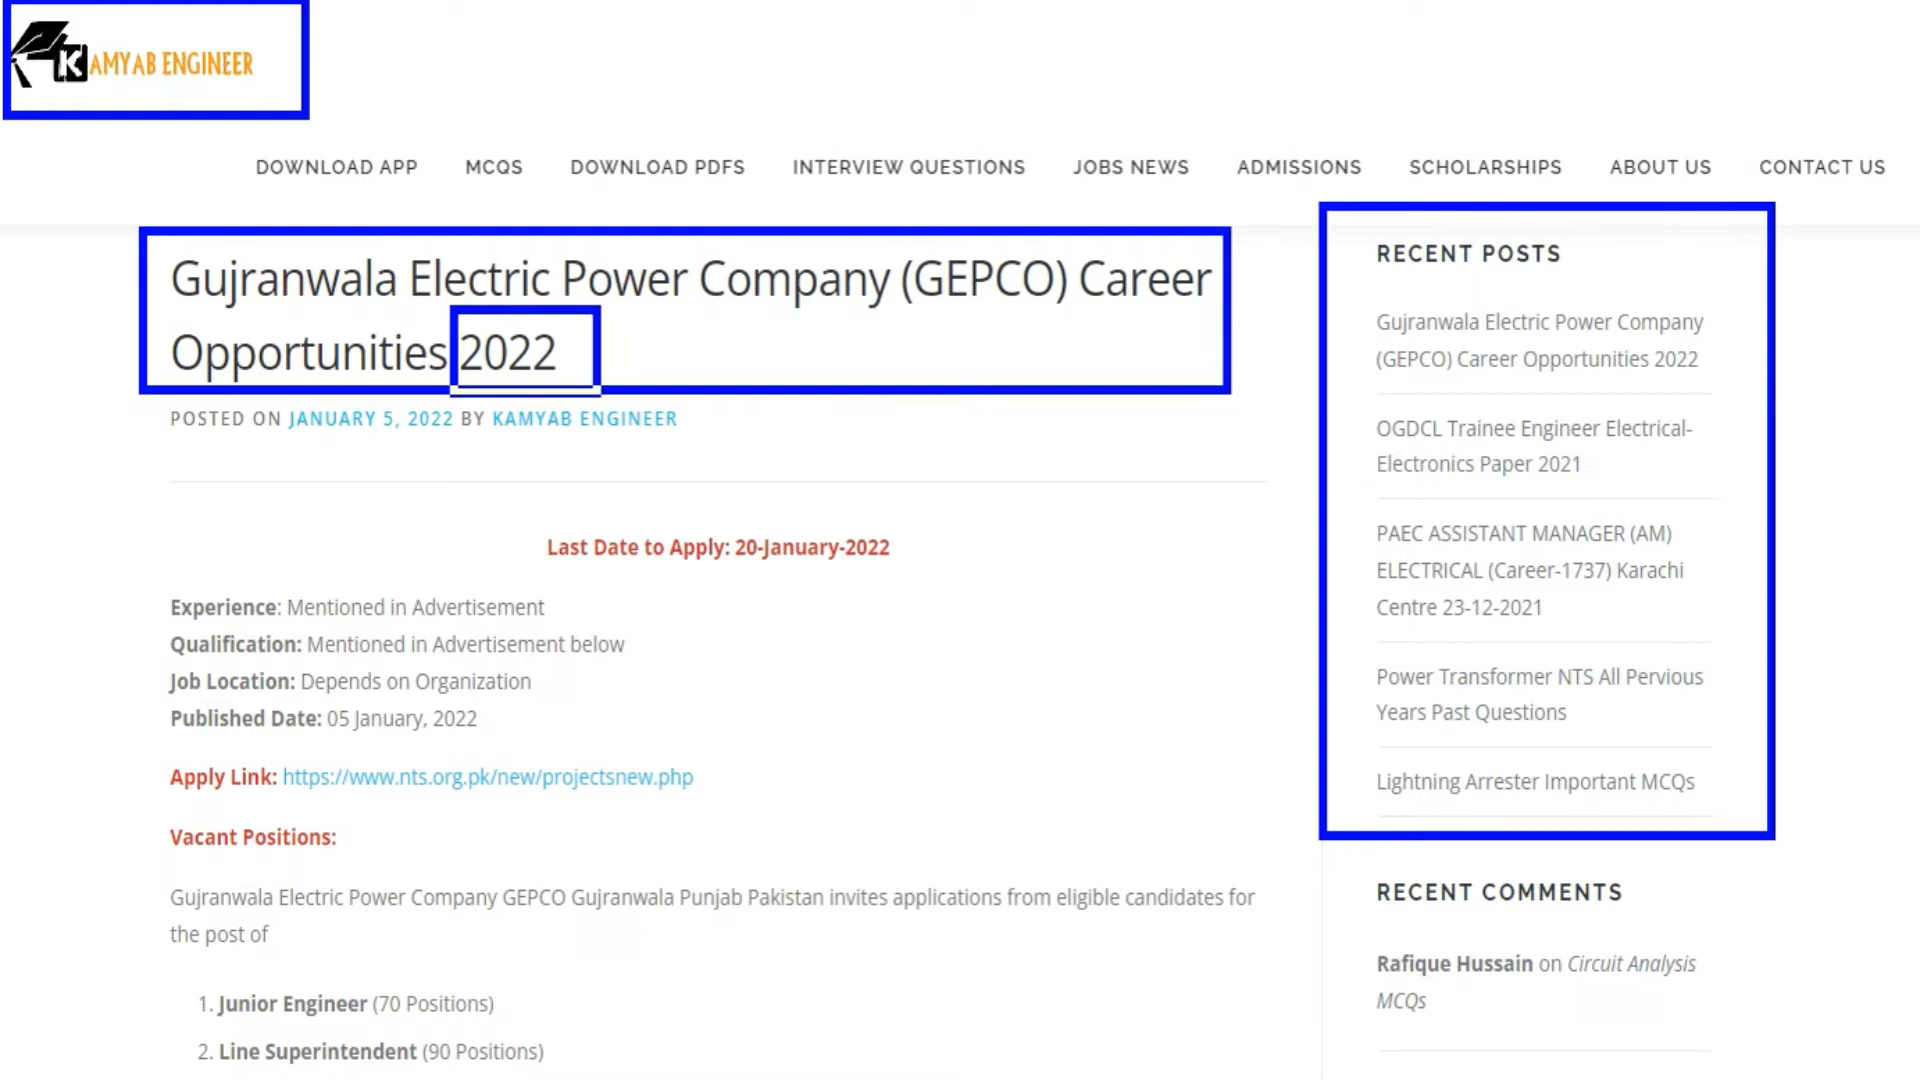 KAMYAB ENGINEER
DOWNLOAD APP MCQS DOWNLOAD PDFS INTERVIEW QUESTIONS JOBS NEWS ADMISSIONS SCHOLARSHIPS ABOUT US CONTACT US
Gujranwala Electric Power Company (GEPCO) Career
Opportunities 2022
POSTED ON JANUARY 5, 2022 BY KAMYAB ENGINEER
Last Date to Apply: 20-January-2022
Experience: Mentioned in Advertisement
Qualification: Mentioned in Advertisement below
Job Location: Depends on Organization
Published Date: 05 January, 2022
Apply Link: https://www.nts.org.pk/new/projectsnew.php
Vacant Positions:
Gujranwala Electric Power Company GEPCO Gujranwala Punjab Pakistan invites applications from eligible candidates for
the post of
1. Junior Engineer (70 Positions)
2. Line Superintendent (90 Positions)
RECENT POSTS
Gujranwala Electric Power Company
(GEPCO) Career Opportunities 2022
OGDCL Trainee Engineer Electrical-
Electronics Paper 2021
PAEC ASSISTANT MANAGER (AM)
ELECTRICAL (Career-1737) Karachi
Centre 23-12-2021
Power Transformer NTS All Pervious
Years Past Questions
Lightning Arrester Important MCQs
RECENT COMMENTS
Rafique Hussain on Circuit Analysis
MCQs